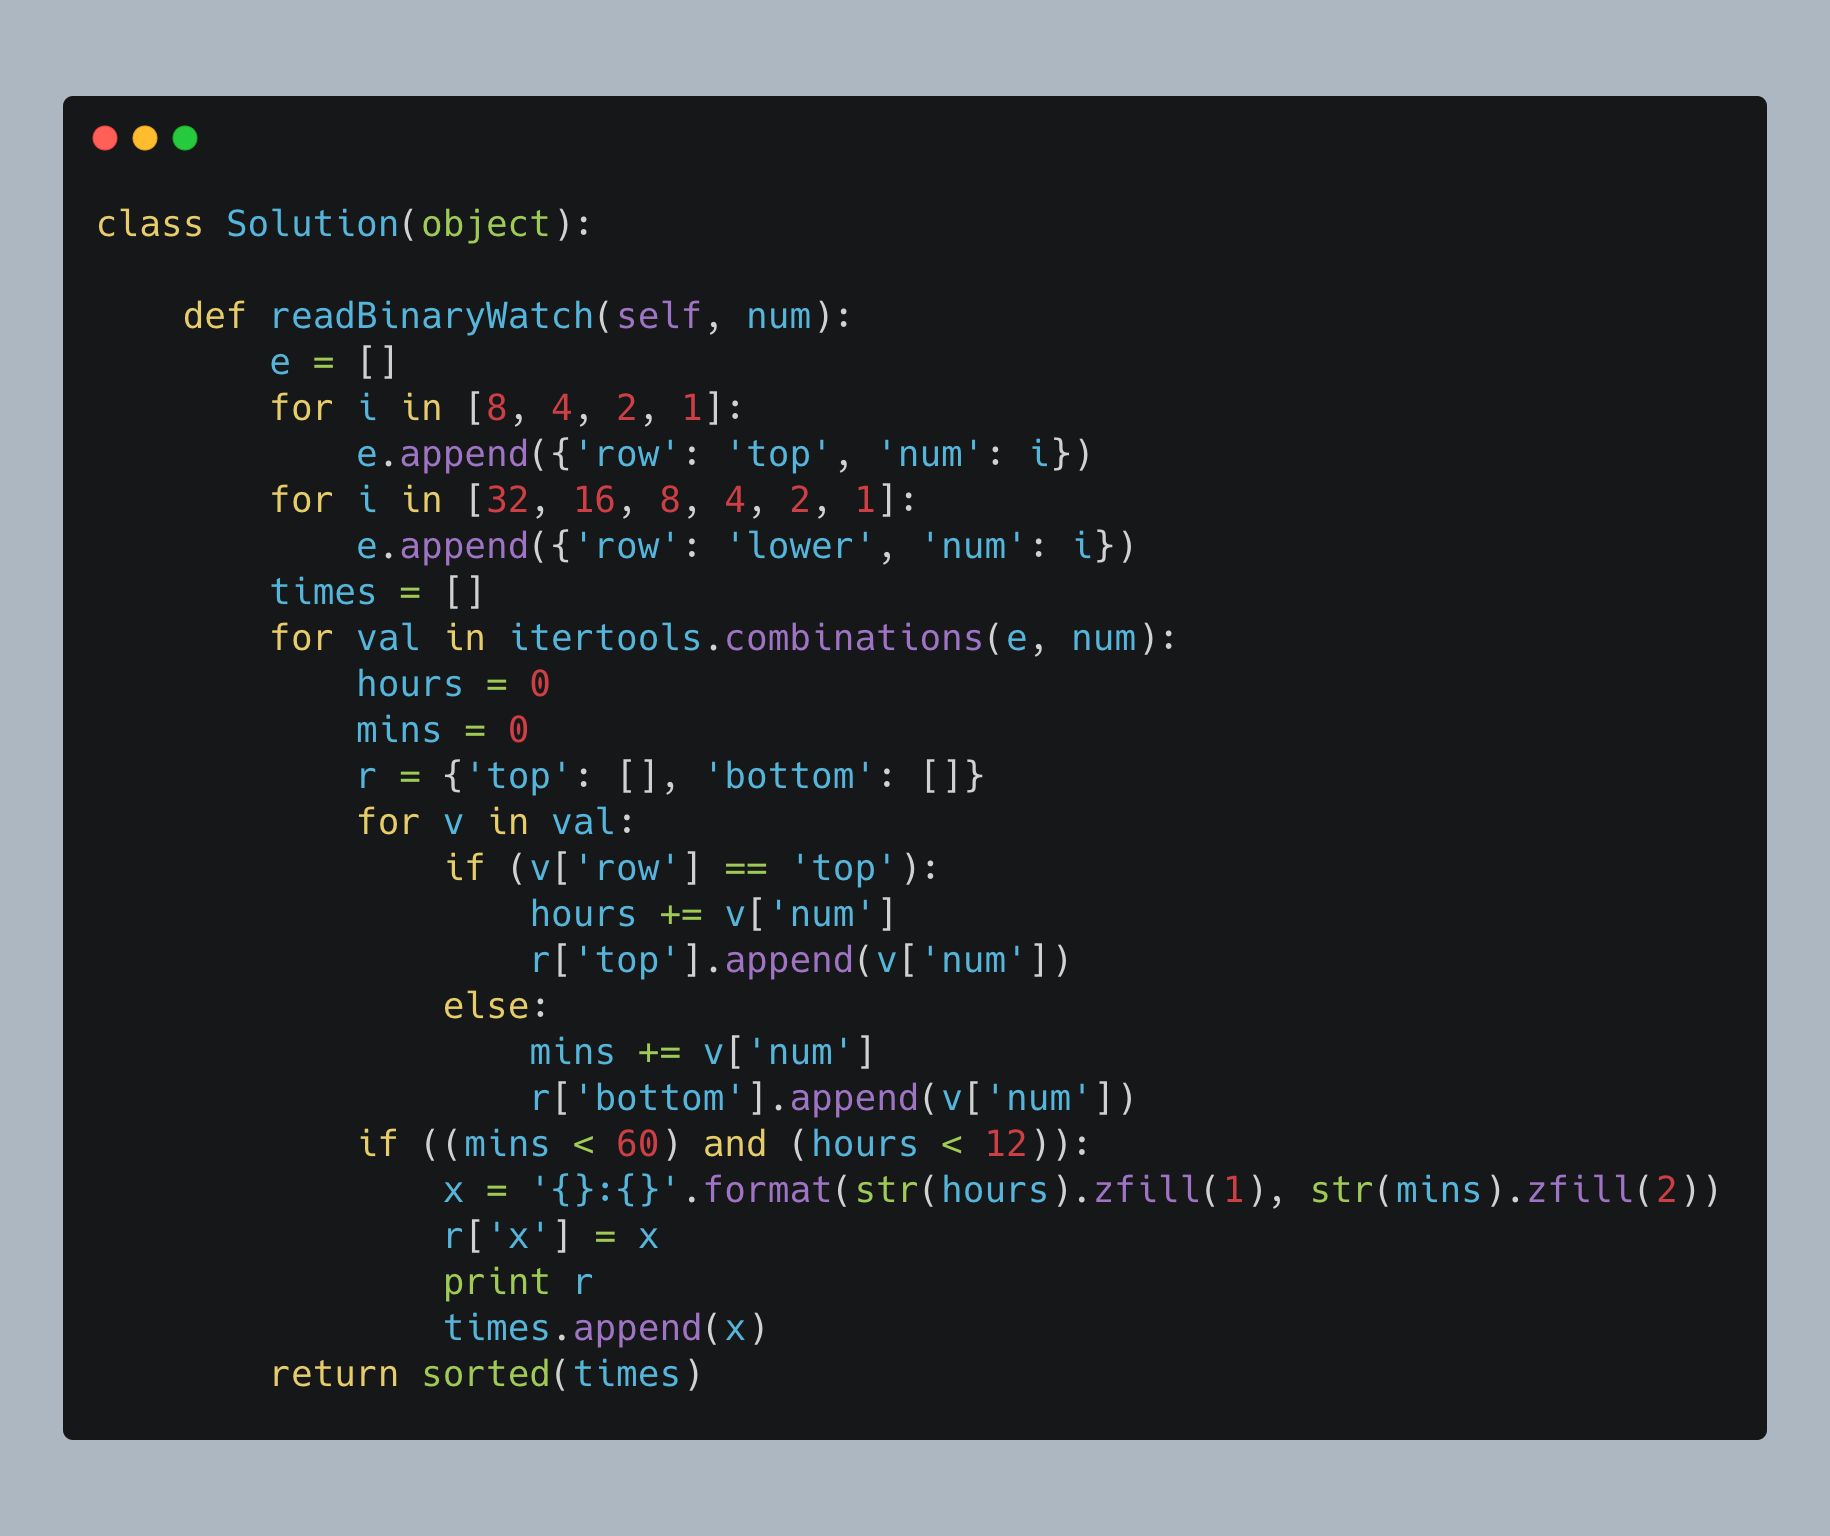 class Solution(object):

    def readBinaryWatch(self, num):
        e = []
        for i in [8, 4, 2, 1]:
            e.append({'row': 'top', 'num': i})
        for i in [32, 16, 8, 4, 2, 1]:
            e.append({'row': 'lower', 'num': i})
        times = []
        for val in itertools.combinations(e, num):
            hours = 0
            mins = 0
            r = {'top': [], 'bottom': []}
            for v in val:
                if (v['row'] == 'top'):
                    hours += v['num']
                    r['top'].append(v['num'])
                else:
                    mins += v['num']
                    r['bottom'].append(v['num'])
            if ((mins < 60) and (hours < 12)):
                x = '{}:{}'.format(str(hours).zfill(1), str(mins).zfill(2))
                r['x'] = x
                print r
                times.append(x)
        return sorted(times)